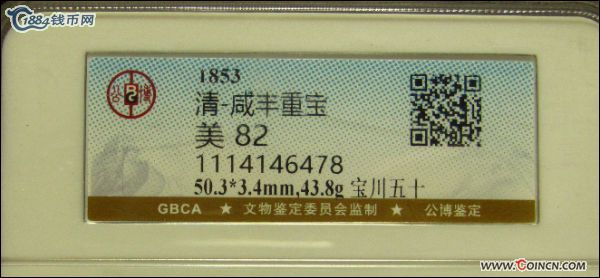 1884钱币网
1853
公博
清-咸丰重宝
美 82
1114146478
50.3*3.4mm,43.8g 宝川五十
GBCA ★ 文物鉴定委员会监制 ★ 公博鉴定
www.COINCN.com